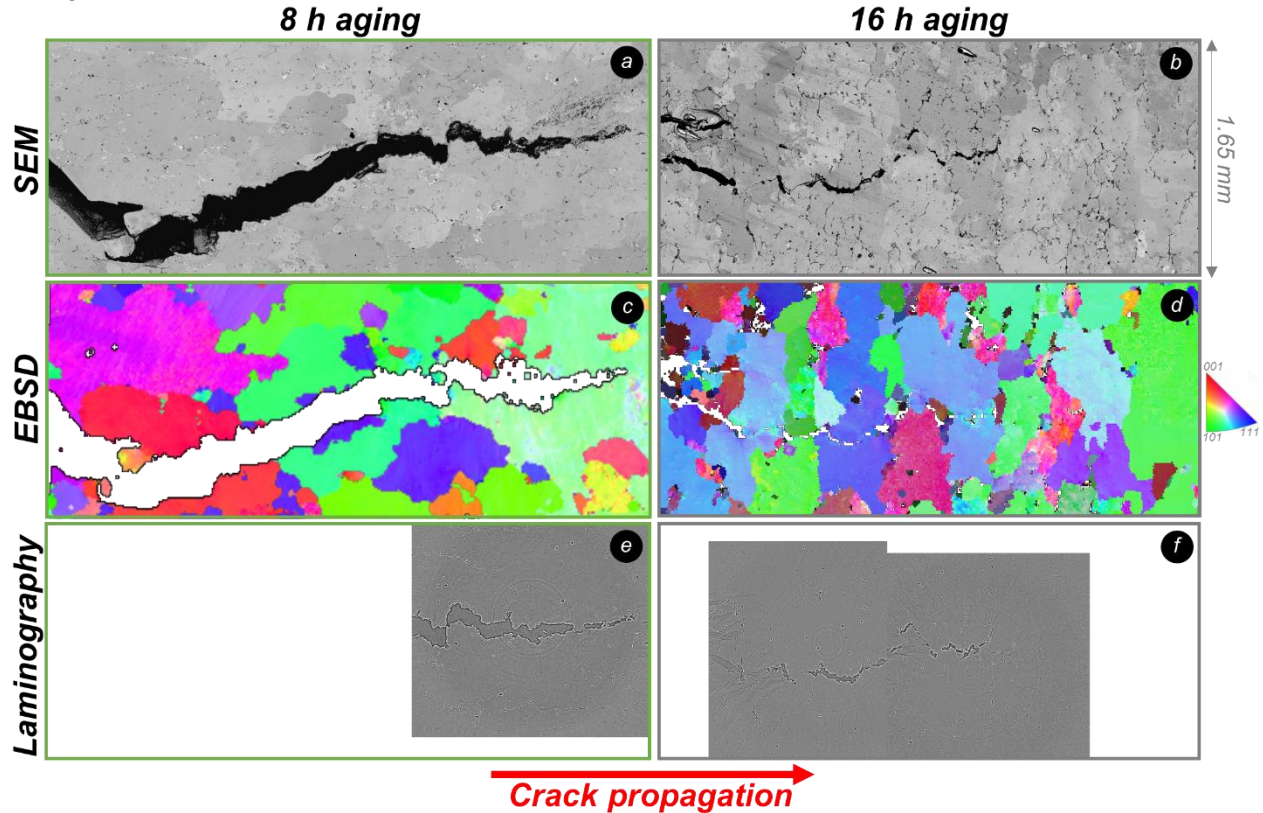 8 h aging
16 h aging
SEM
a
b
1.65 mm
EBSD
c
d
001
101
111
Laminography
e
f
Crack propagation